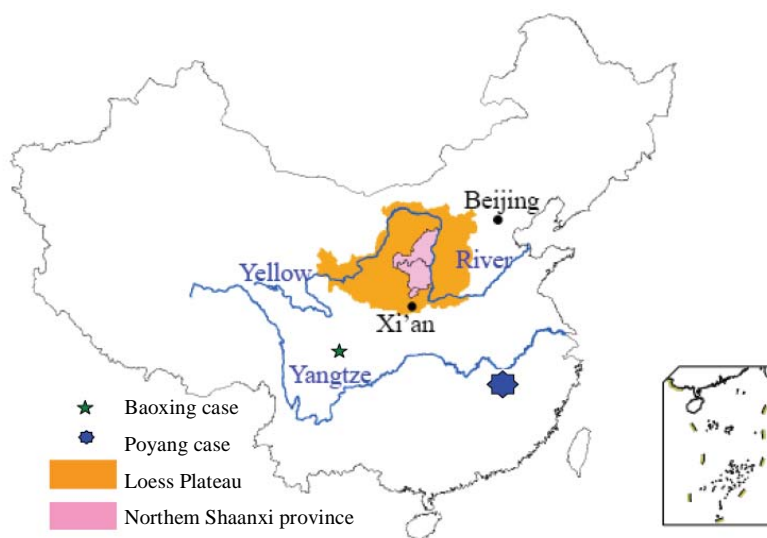 Beijing
Yellow
River
Xi'an
Yangtze
Baoxing case
Poyang case
Loess Plateau
Northem Shaanxi province